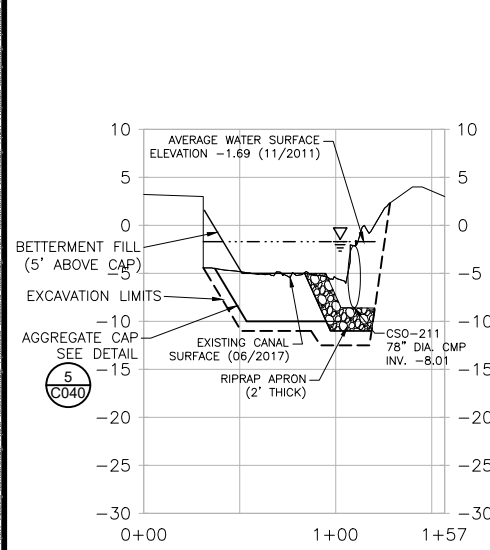 10
10
AVERAGE WATER SURFACE
ELEVATION -1.69 (11/2011)
5
5
0
0
BETTERMENT FILL
(5' ABOVE CAP)
-5
-5
EXCAVATION LIMITS
-10
-10
AGGREGATE CAP
SEE DETAIL
EXISTING CANAL
SURFACE (06/2017)
CSO-211
78" DIA. CMP
INV. -8.01
5
C040
-15
-15
RIPRAP APRON
(2' THICK)
-20
-20
-25
-25
-30
-30
0+00
1+00
1+57